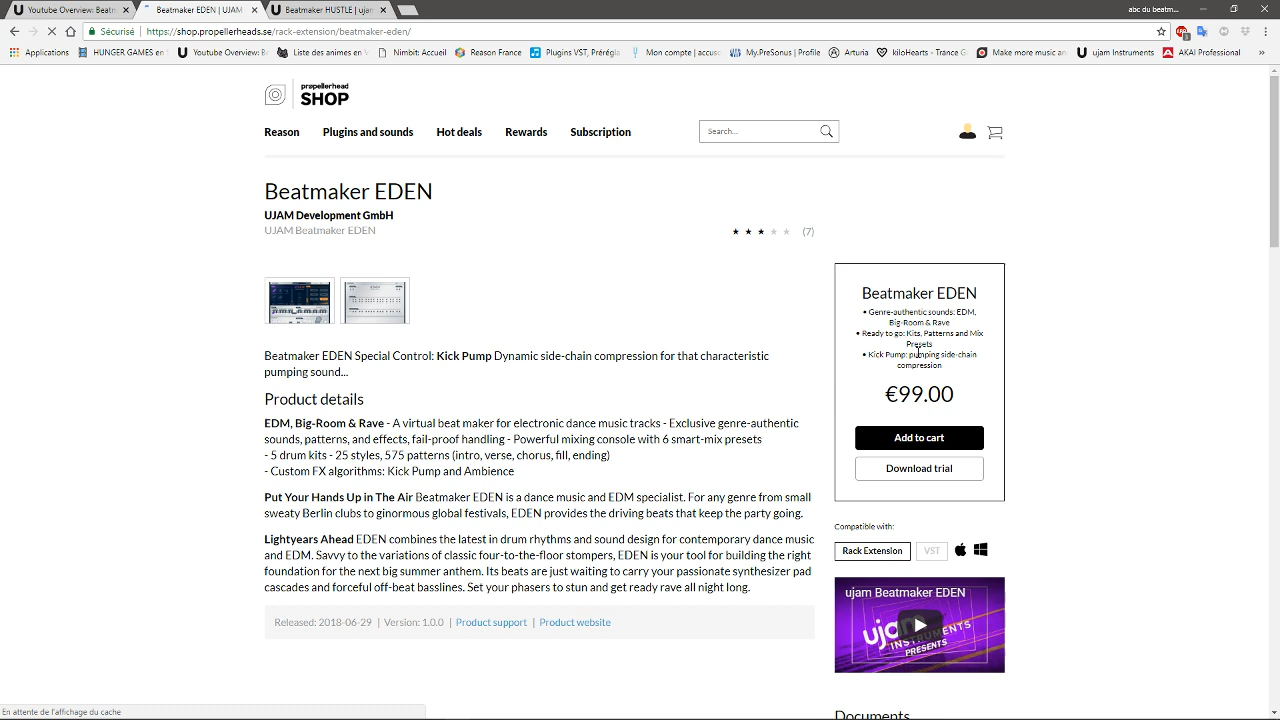 Youtube Overview: Beatm
Beatmaker EDEN | UJAM
Beatmaker HUSTLE | ujan
abc du beatm...
Sécurisé
https://shop.propellerheads.se/rack-extension/beatmaker-eden/
Applications
HUNGER GAMES en S
Youtube Overview: Be
Liste des animes en V
Nimbit: Accueil
Reason France
Plugins VST, Préréglа
Mon compte | accus
My.PreSonus | Profile
Arturia
kiloHearts - Trance G
Make more music an
ujam Instruments
AKAI Professional
»
propellerhead
SHOP
Reason
Plugins and sounds
Hot deals
Rewards
Subscription
Search...
Beatmaker EDEN
UJAM Development GmbH
UJAM Beatmaker EDEN
(7)
Beatmaker EDEN Special Control: Kick Pump Dynamic side-chain compression for that characteristic
pumping sound...
Product details
EDM, Big-Room & Rave - A virtual beat maker for electronic dance music tracks - Exclusive genre-authentic
sounds, patterns, and effects, fail-proof handling - Powerful mixing console with 6 smart-mix presets
- 5 drum kits - 25 styles, 575 patterns (intro, verse, chorus, fill, ending)
- Custom FX algorithms: Kick Pump and Ambience
Put Your Hands Up in The Air Beatmaker EDEN is a dance music and EDM specialist. For any genre from small
sweaty Berlin clubs to ginormous global festivals, EDEN provides the driving beats that keep the party going.
Lightyears Ahead EDEN combines the latest in drum rhythms and sound design for contemporary dance music
and EDM. Savvy to the variations of classic four-to-the-floor stompers, EDEN is your tool for building the right
foundation for the next big summer anthem. Its beats are just waiting to carry your passionate synthesizer pad
cascades and forceful off-beat basslines. Set your phasers to stun and get ready rave all night long.
Released: 2018-06-29 | Version: 1.0.0 | Product support | Product website
Beatmaker EDEN
• Genre-authentic sounds: EDM,
Big-Room & Rave
• Ready to go: Kits, Patterns and Mix
Presets
• Kick Pump: pumping side-chain
compression
€99.00
Add to cart
Download trial
Compatible with:
Rack Extension
VST
ujam Beatmaker EDEN
ujam
INSTRUMENTS
PRESENTS
Documents
En attente de l'affichage du cache